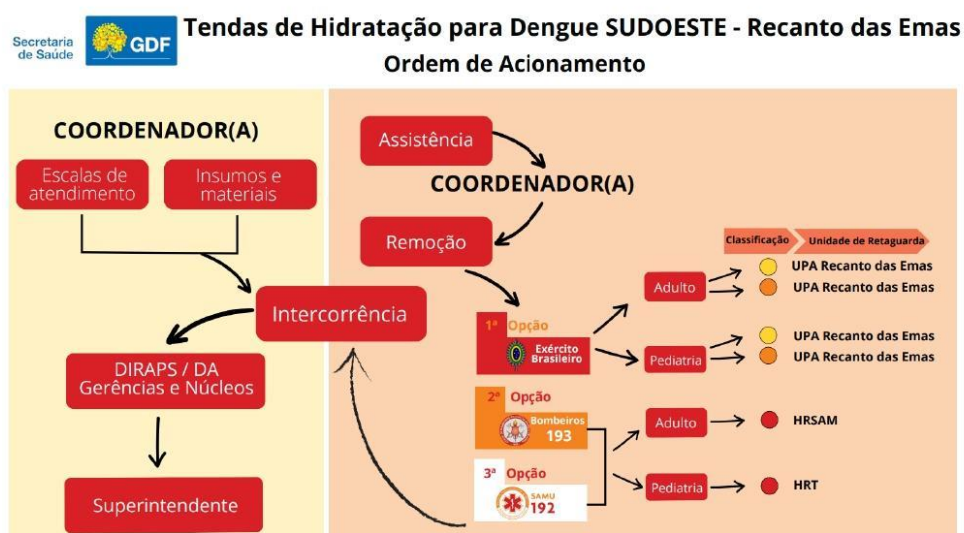 Secretaria
de Saúde
GDF
Tendas de Hidratação para Dengue SUDOESTE - Recanto das Emas
Ordem de Acionamento
COORDENADOR(A)
Escalas de
atendimento
Insumos e
materiais
Intercorrência
DIRAPS / DA
Gerências e Núcleos
Superintendente
Assistência
COORDENADOR(A)
Remoção
Classificação
Unidade de Retaguarda
1ª Opção
Exército
Brasileiro
Adulto
UPA Recanto das Emas
UPA Recanto das Emas
Pediatria
UPA Recanto das Emas
UPA Recanto das Emas
2ª Opção
Bombeiros
193
3ª Opção
SAMU
192
Adulto
HRSAM
Pediatria
HRT